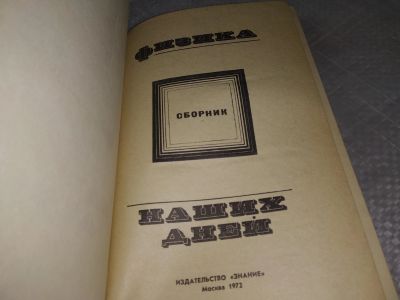 ФИЗИКА
СБОРНИК
НАШИХ
ДНЕЙ
ИЗДАТЕЛЬСТВО «ЗНАНИЕ»
Москва 1972